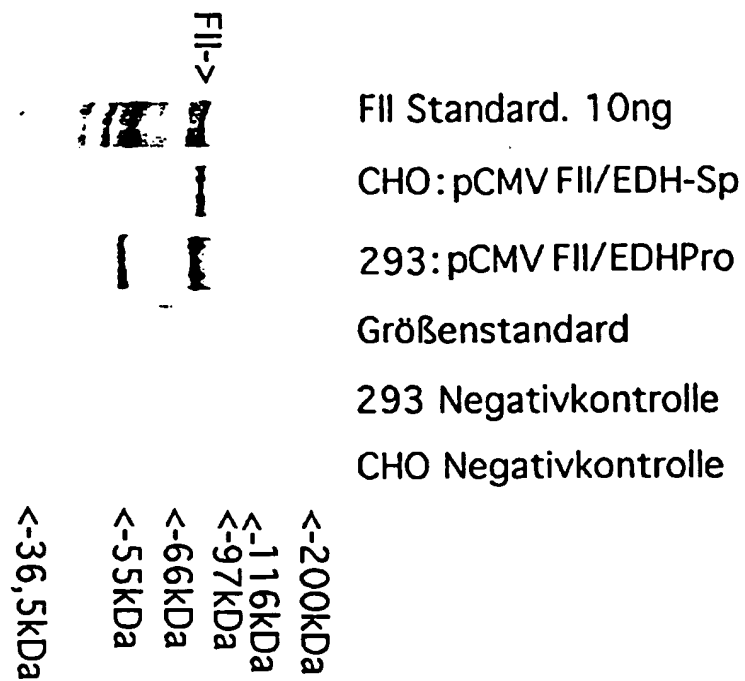 FII->
FII Standard. 10ng
CHO: pCMV FII/EDH-Sp
293: pCMV FII/EDHPro
Größenstandard
293 Negativkontrolle
CHO Negativkontrolle
<-200kDa
<-116kDa
<-97kDa
<-66kDa
<-55kDa
<-36,5kDa